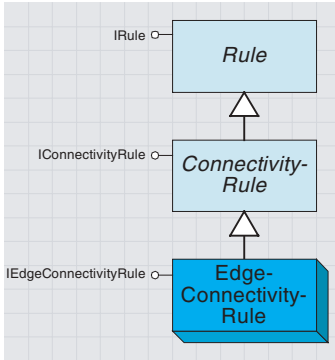 IRule
Rule
IConnectivityRule
Connectivity-
Rule
IEdgeConnectivityRule
Edge-
Connectivity-
Rule